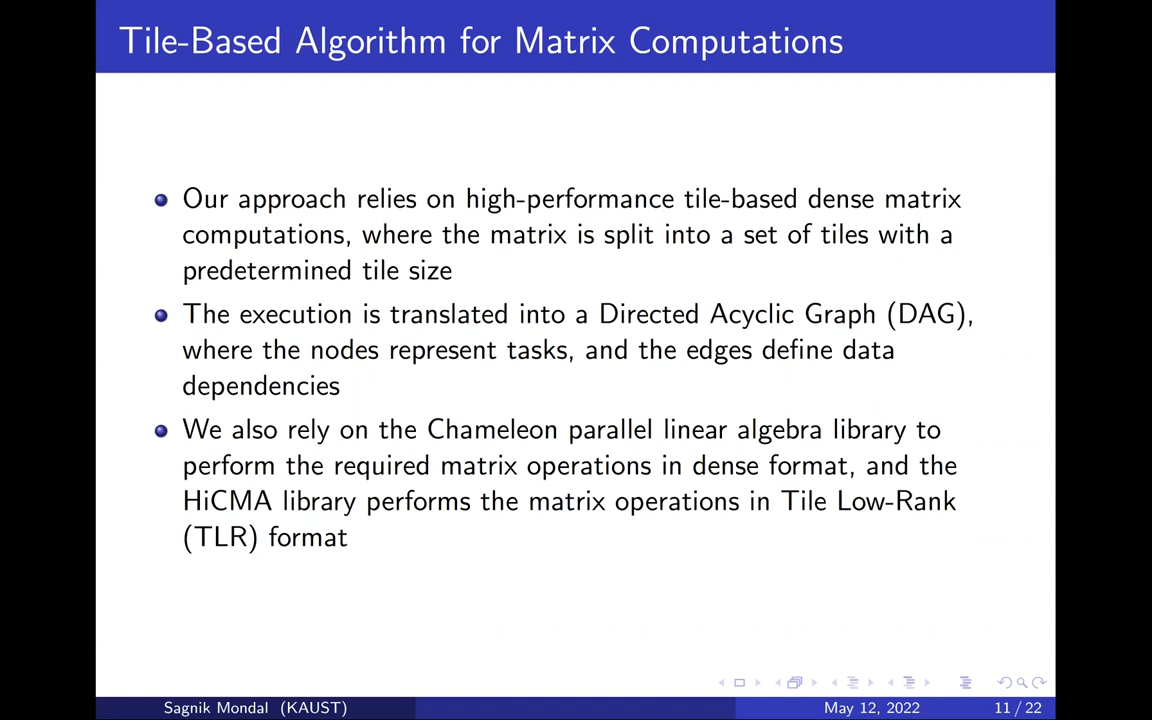 Tile-Based Algorithm for Matrix Computations
Our approach relies on high-performance tile-based dense matrix
computations, where the matrix is split into a set of tiles with a
predetermined tile size
The execution is translated into a Directed Acyclic Graph (DAG),
where the nodes represent tasks, and the edges define data
dependencies
We also rely on the Chameleon parallel linear algebra library to
perform the required matrix operations in dense format, and the
HiCMA library performs the matrix operations in Tile Low-Rank
(TLR) format
Sagnik Mondal (KAUST) May 12, 2022 11 / 22